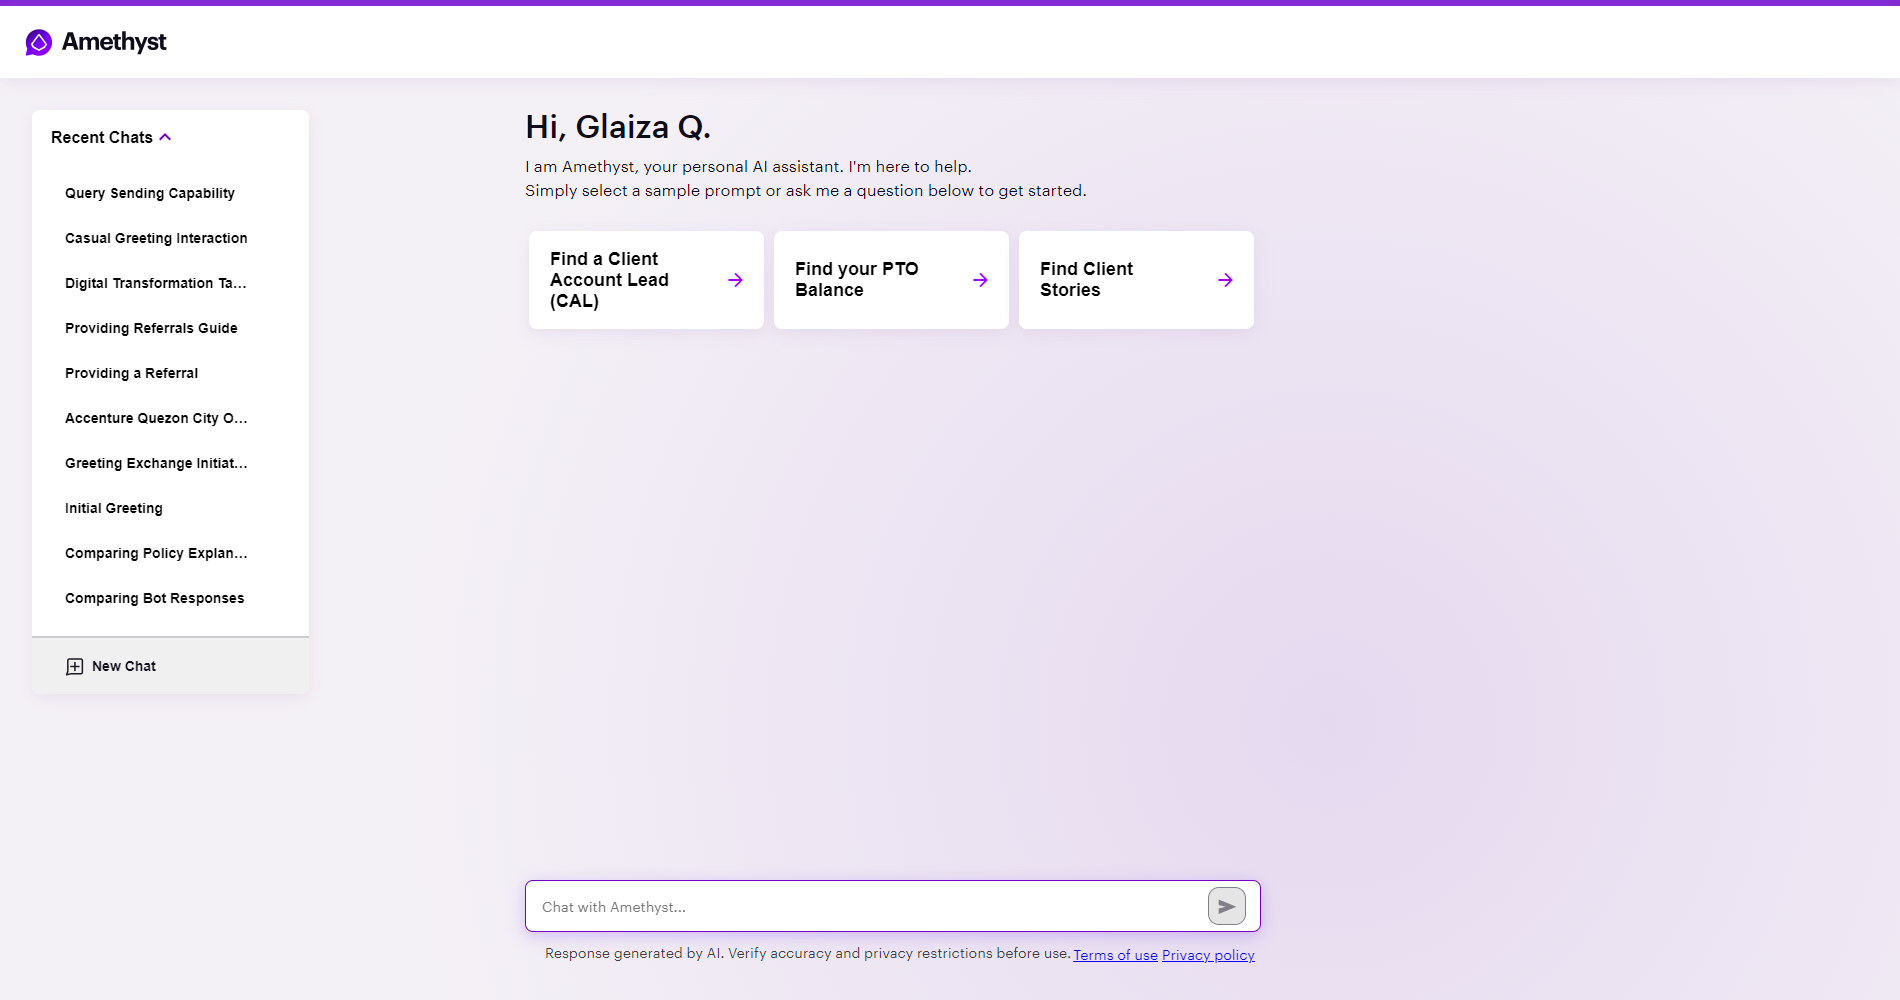 Amethyst
Recent Chats
Query Sending Capability
Casual Greeting Interaction
Digital Transformation Ta...
Providing Referrals Guide
Providing a Referral
Accenture Quezon City O...
Greeting Exchange Initiat...
Initial Greeting
Comparing Policy Explan...
Comparing Bot Responses
New Chat
Hi, Glaiza Q.
I am Amethyst, your personal AI assistant. I'm here to help.
Simply select a sample prompt or ask me a question below to get started.
Find a Client
Account Lead
(CAL)
Find your PTO
Balance
Find Client
Stories
Chat with Amethyst...
Response generated by AI. Verify accuracy and privacy restrictions before use. Terms of use Privacy policy